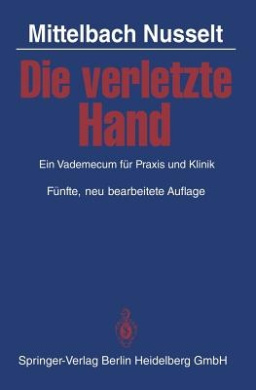 Mittelbach Nusselt
Die verletzte
Hand
Ein Vademecum für Praxis und Klinik
Fünfte, neu bearbeitete Auflage
Springer-Verlag Berlin Heidelberg GmbH